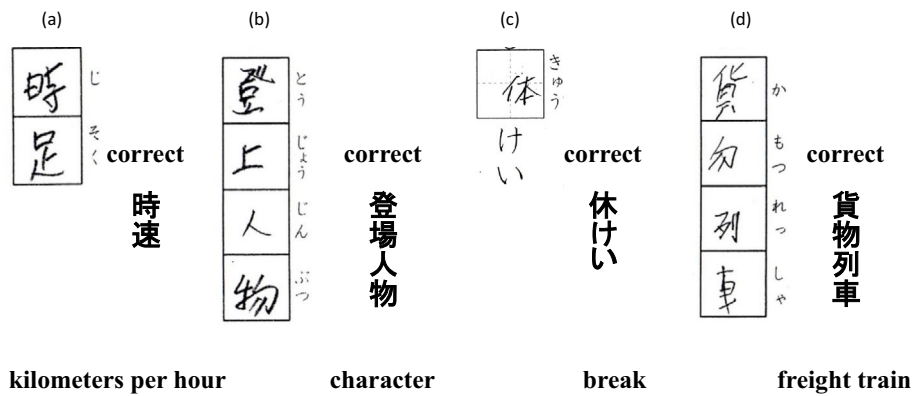 (a)
時足
じそく
correct
時速
kilometers per hour
(b)
登上人物
とうじょうじんぶつ
correct
登場人物
character
(c)
体けい
きゅう
correct
休けい
break
(d)
貨勿列車
かもつれっしゃ
correct
貨物列車
freight train